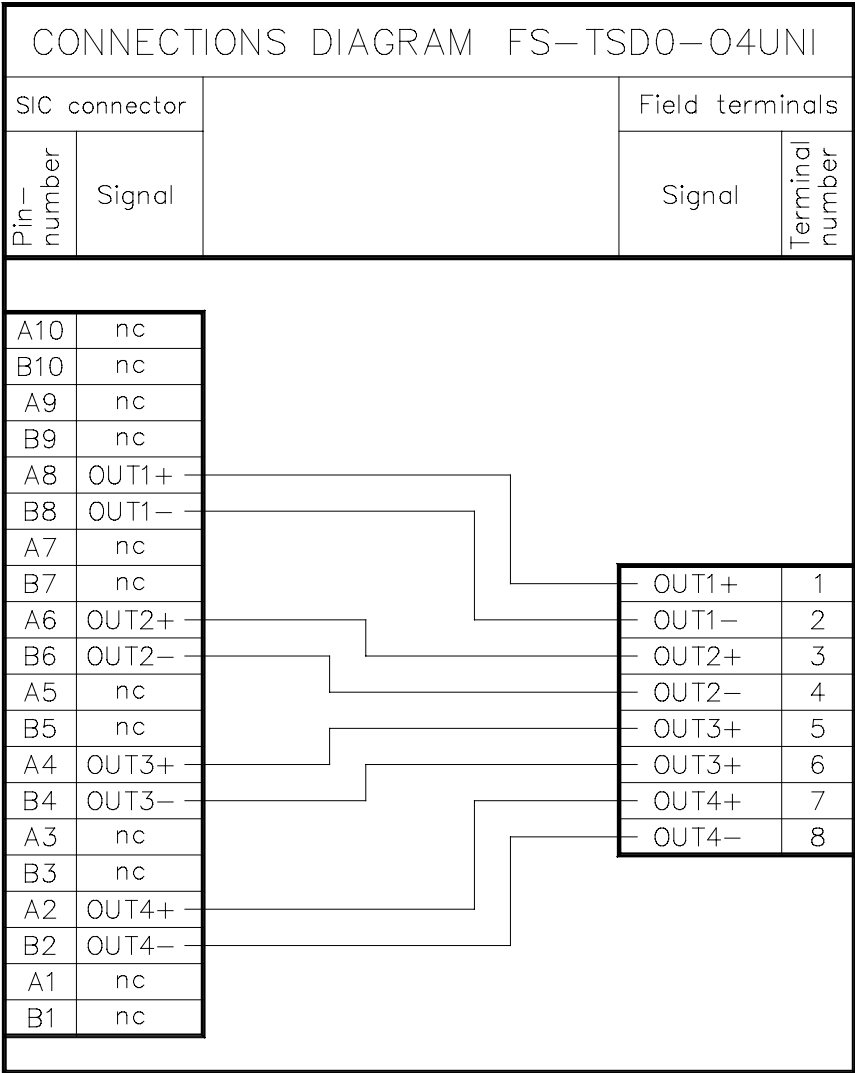 CONNECTIONS DIAGRAM FS-TSDO-04UNI
SIC connector
Field terminals
Pin-
number
Signal
Signal
Terminal
number
A10 nc
B10 nc
A9 nc
B9 nc
A8 OUT1+
B8 OUT1-
A7 nc
B7 nc
A6 OUT2+
B6 OUT2-
A5 nc
B5 nc
A4 OUT3+
B4 OUT3-
A3 nc
B3 nc
A2 OUT4+
B2 OUT4-
A1 nc
B1 nc
OUT1+ 1
OUT1- 2
OUT2+ 3
OUT2- 4
OUT3+ 5
OUT3+ 6
OUT4+ 7
OUT4- 8